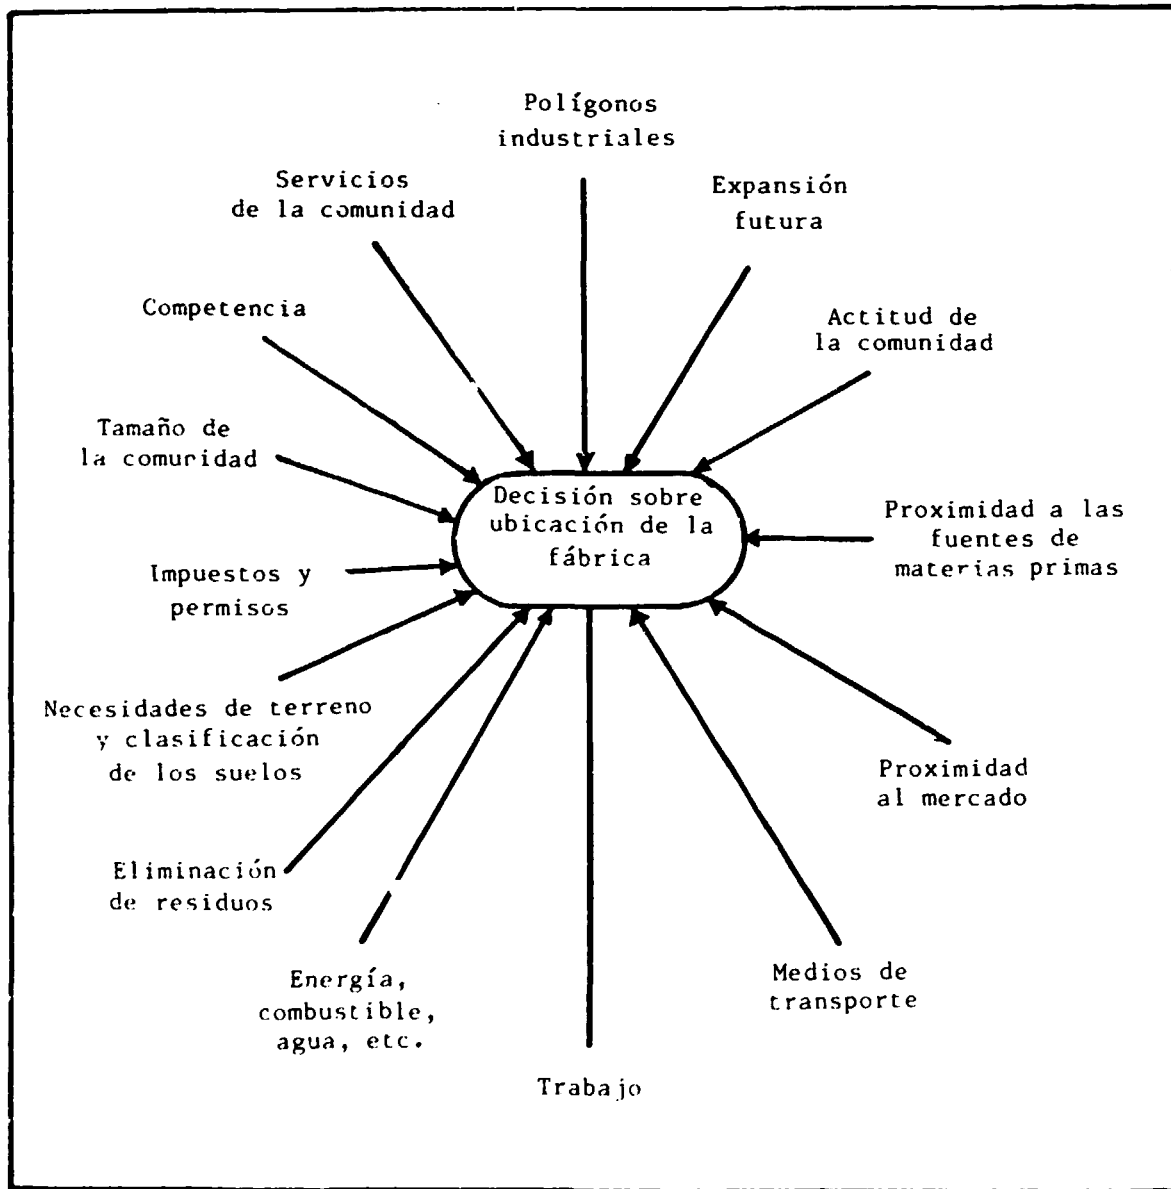 Polígonos
industriales
Servicios
de la comunidad
Expansión
futura
Competencia
Actitud de
la comunidad
Tamaño de
la comunidad
Decisión sobre
ubicación de la
fábrica
Proximidad a las
fuentes de
materias primas
Impuestos y
permisos
Necesidades de terreno
y clasificación
de los suelos
Proximidad
al mercado
Eliminación
de residuos
Energía,
combustible,
agua, etc.
Medios de
transporte
Trabajo